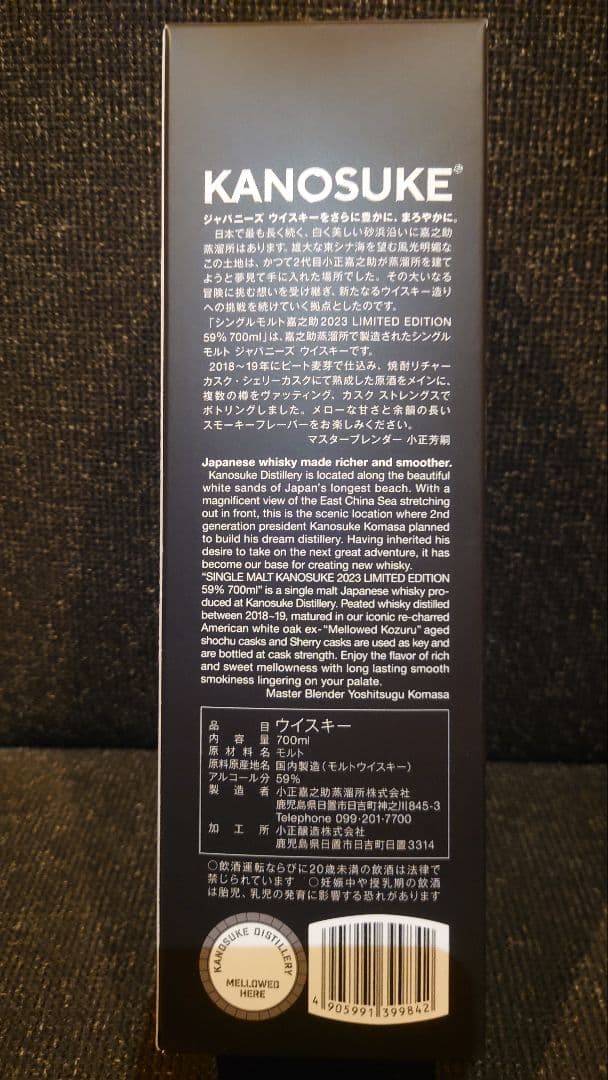 KANOSUKE
ジャパニーズ ウイスキーをさらに豊かに、まろやかに。
日本で最も長く続く、白く美しい砂浜沿いに嘉之助
蒸溜所はあります。雄大な東シナ海を望む風光明媚な
この土地は、かつて2代目小正嘉之助が蒸溜所を建て
ようと夢見て手に入れた場所でした。その大いなる
冒険に挑む想いを受け継ぎ、新たなるウイスキー造り
への挑戦を続けていく拠点としたのです。
「シングルモルト嘉之助 2023 LIMITED EDITION
59% 700ml」は、嘉之助蒸溜所で製造されたシングル
モルト ジャパニーズ ウイスキーです。
2018〜19年にピート麦芽で仕込み、焼酎リチャー
カスク・シェリーカスクにて熟成した原酒をメインに、
複数の樽をヴァッティング、カスク ストレングスで
ボトリングしました。メローな甘さと余韻の長い
スモーキーフレーバーをお楽しみください。
マスターブレンダー 小正芳嗣
Japanese whisky made richer and smoother.
Kanosuke Distillery is located along the beautiful
white sands of Japan's longest beach. With a
magnificent view of the East China Sea stretching
out in front, this is the scenic location where 2nd
generation president Kanosuke Komasa planned
to build his dream distillery. Having inherited his
desire to take on the next great adventure, it has
become our base for creating new whisky.
"SINGLE MALT KANOSUKE 2023 LIMITED EDITION
59% 700ml" is a single malt Japanese whisky pro-
duced at Kanosuke Distillery. Peated whisky distilled
between 2018~19, matured in our iconic re-charred
American white oak ex-"Mellowed Kozuru" aged
shochu casks and Sherry casks are used as key and
are bottled at cask strength. Enjoy the flavor of rich
and sweet mellowness with long lasting smooth
smokiness lingering on your palate.
Master Blender Yoshitsugu Komasa
品目 ウイスキー
内容量 700ml
原材料名 モルト
原料原産地名 国内製造(モルトウイスキー)
アルコール分 59%
製造者 小正嘉之助蒸溜所株式会社
鹿児島県日置市日吉町神之川845-3
Telephone 099・201・7700
加工所 小正醸造株式会社
鹿児島県日置市日吉町日置3314
○飲酒運転ならびに20歳未満の飲酒は法律で
禁じられています ○妊娠中や授乳期の飲酒
は胎児、乳児の発育に影響する恐れがあります
KANOSUKE DISTILLERY
MELLOWED
HERE
4 905991 399842